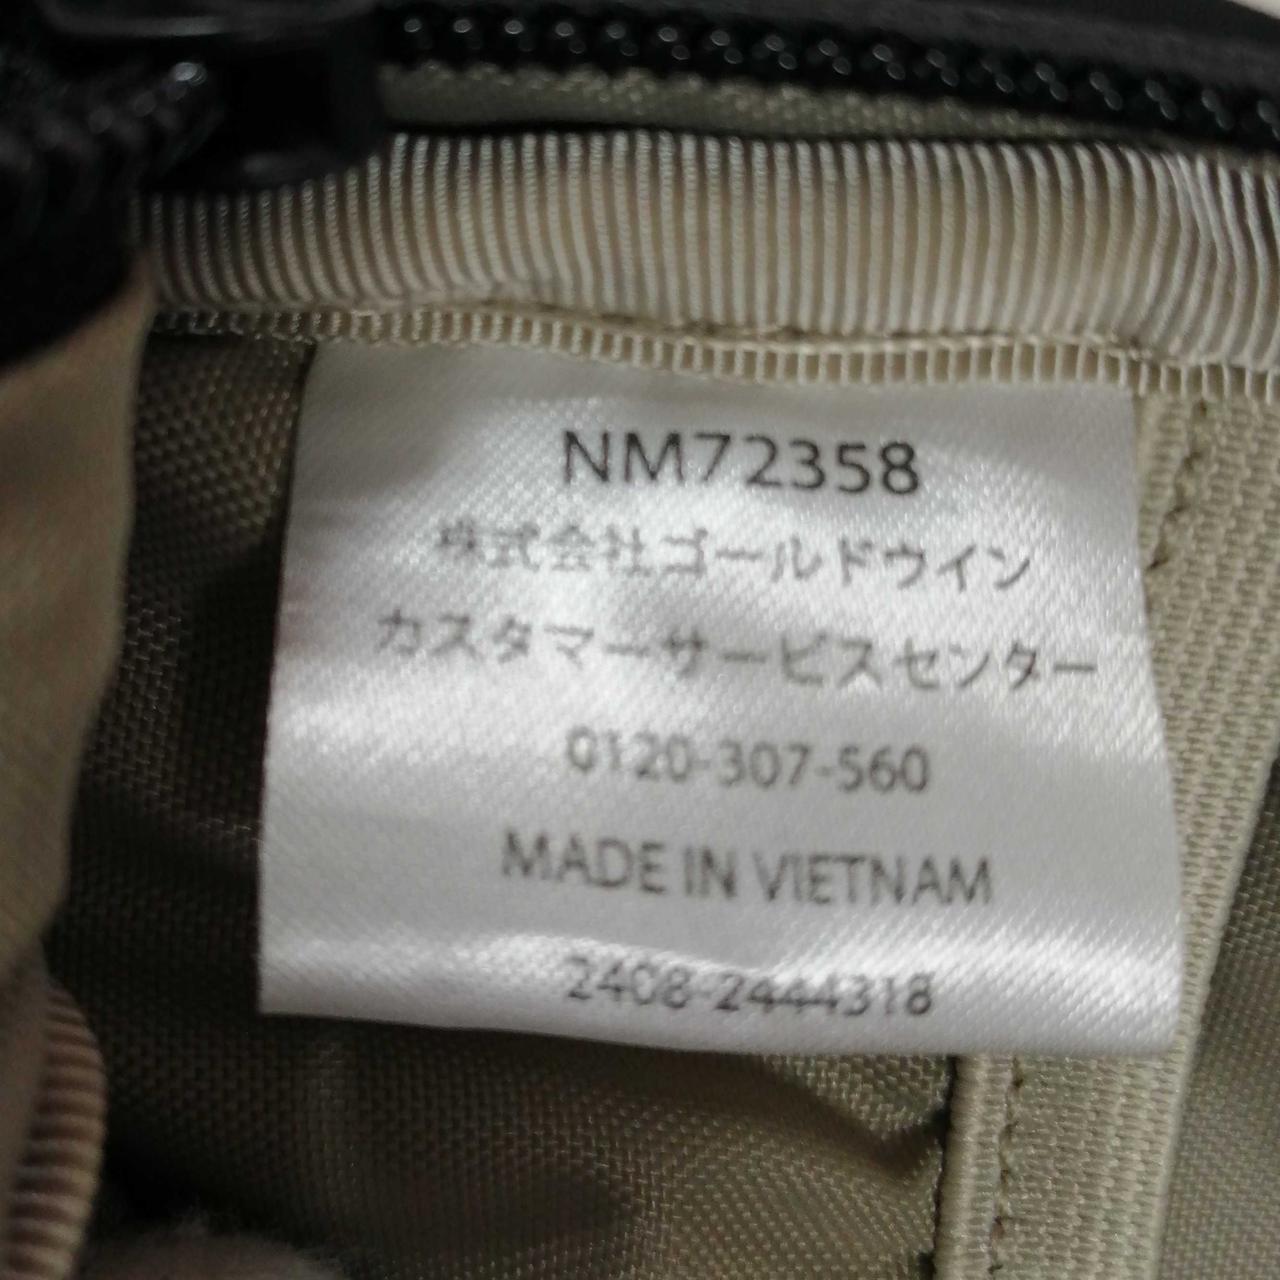 NM72358
株式会社ゴールドウイン
カスタマーサービスセンター
0120-307-560
MADE IN VIETNAM
2408-2444318